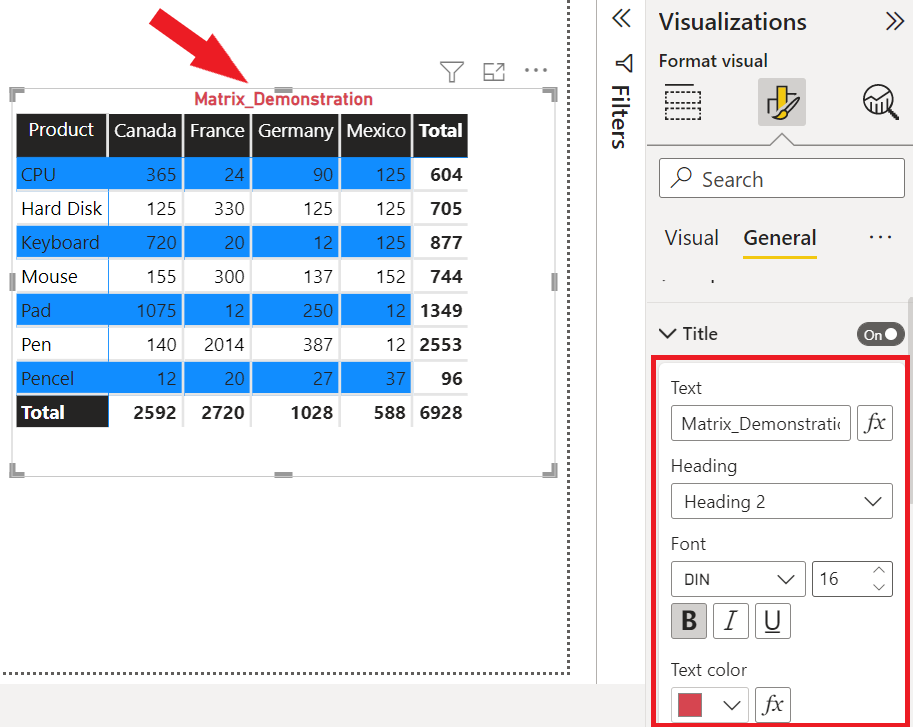 Matrix_Demonstration
Product Canada France Germany Mexico Total
CPU 365 24 90 125 604
Hard Disk 125 330 125 125 705
Keyboard 720 20 12 125 877
Mouse 155 300 137 152 744
Pad 1075 12 250 12 1349
Pen 140 2014 387 12 2553
Pencel 12 20 27 37 96
Total 2592 2720 1028 588 6928
Filters
Visualizations
Format visual
Search
Visual General
Title On
Text
Matrix_Demonstratic fx
Heading
Heading 2
Font
DIN 16
B I U
Text color
fx